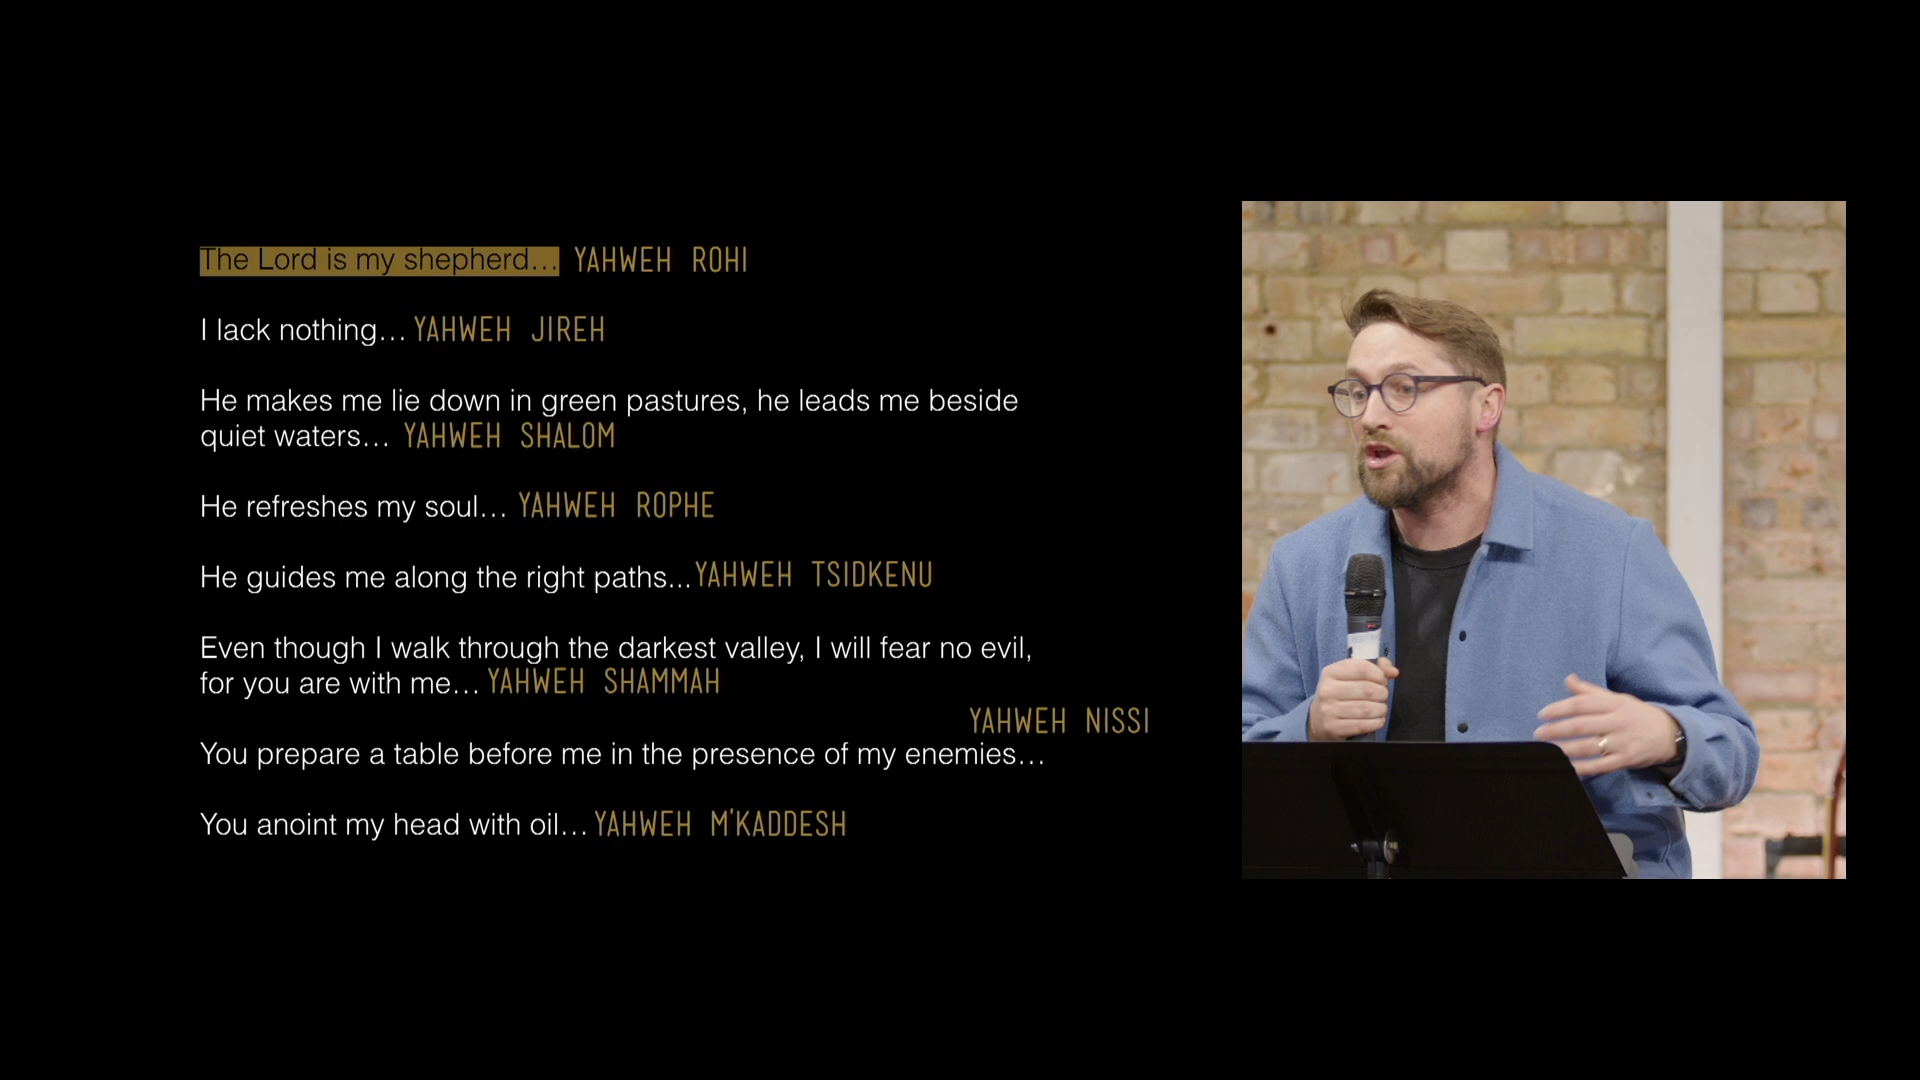 The Lord is my shepherd... YAHWEH ROHI
I lack nothing... YAHWEH JIREH
He makes me lie down in green pastures, he leads me beside
quiet waters... YAHWEH SHALOM
He refreshes my soul... YAHWEH ROPHE
He guides me along the right paths... YAHWEH TSIDKENU
Even though I walk through the darkest valley, I will fear no evil,
for you are with me... YAHWEH SHAMMAH
YAHWEH NISSI
You prepare a table before me in the presence of my enemies...
You anoint my head with oil... YAHWEH M'KADDESH